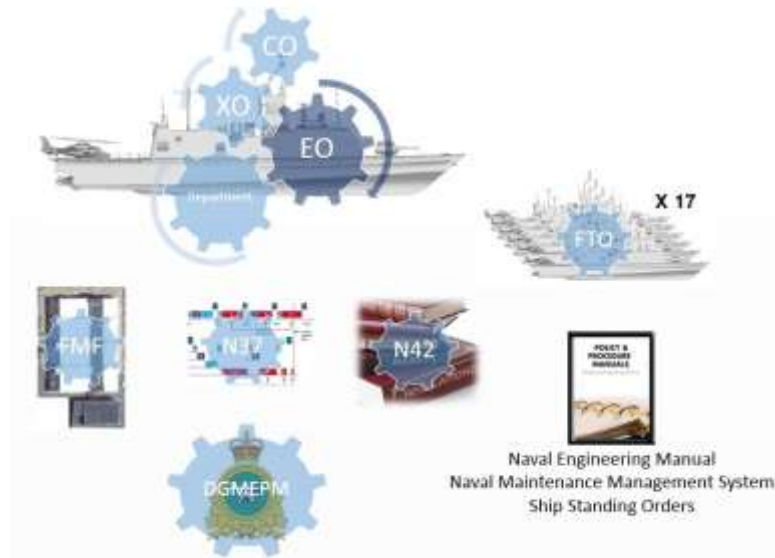 CO
XO
EO
Department
X 17
FTO
FMF
N37
N42
POLICY &
PROCEDURE
MANUALS
DGMEPM
Naval Engineering Manual
Naval Maintenance Management System
Ship Standing Orders